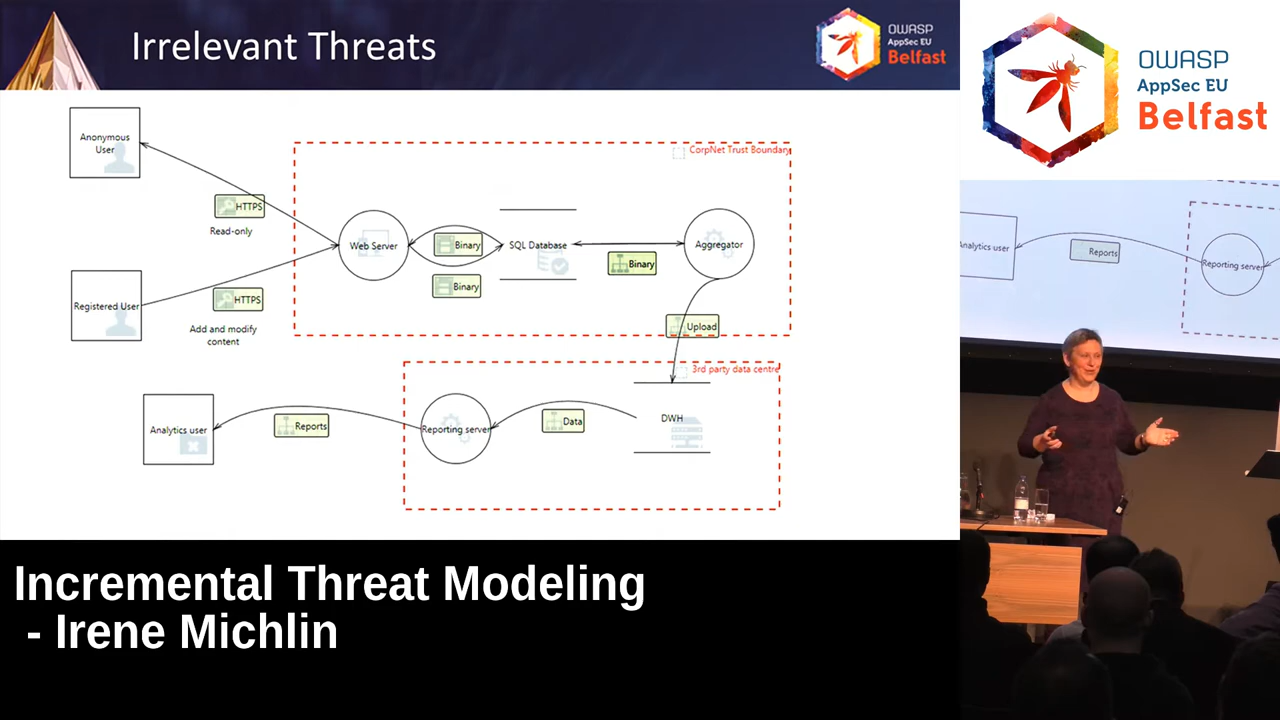 Irrelevant Threats
OWASP
AppSec EU
Belfast
OWASP
AppSec EU
Belfast
Anonymous
User
CorpNet Trust Boundary
HTTPS
Read-only
Web Server
Binary
SQL Database
Binary
Aggregator
Binary
Registered User
HTTPS
Add and modify
content
Upload
3rd party data centre
Analytics user
Reports
Reporting server
Data
DWH
Analytics user
Reports
Reporting server
Incremental Threat Modeling
- Irene Michlin